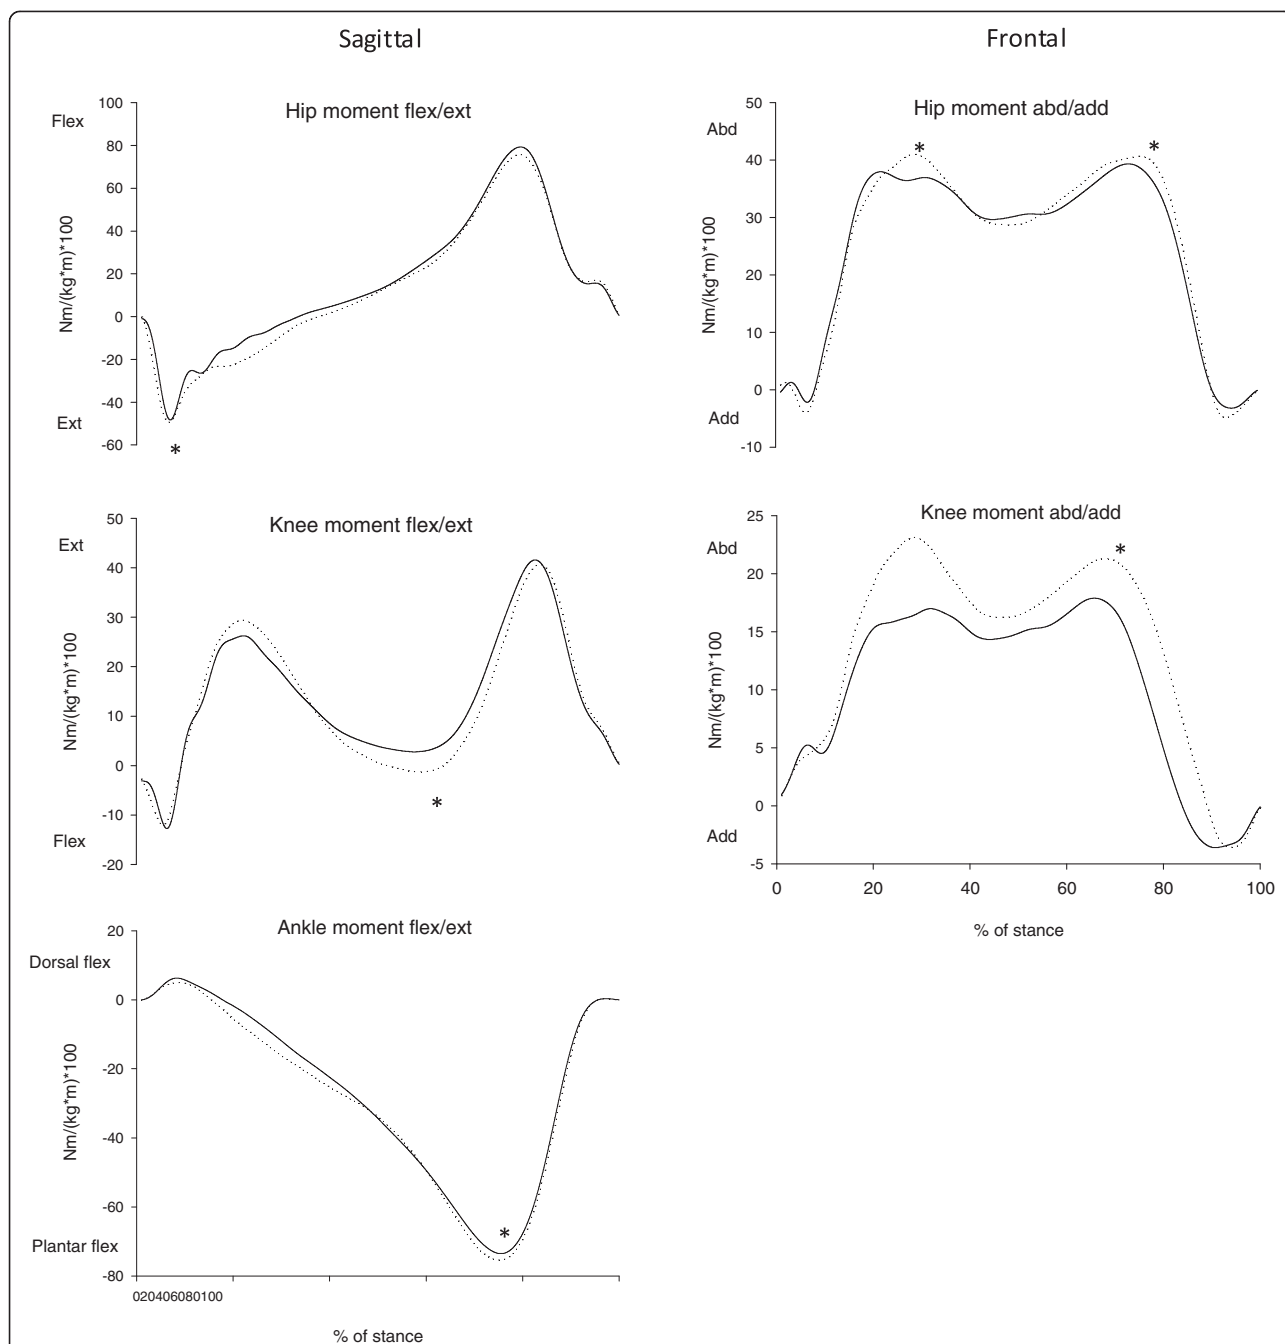 Sagittal
Frontal
Hip moment flex/ext
Flex
100
80
60
40
20
0
-20
-40
-60
Ext
Nm/(kg*m)*100
*
Hip moment abd/add
Abd
50
40
30
20
10
0
-10
Add
Nm/(kg*m)*100
*
*
Knee moment flex/ext
Ext
50
40
30
20
10
0
-10
-20
Flex
Nm/(kg*m)*100
*
Knee moment abd/add
Abd
25
20
15
10
5
0
-5
Add
Nm/(kg*m)*100
*
0 20 40 60 80 100
% of stance
Ankle moment flex/ext
Dorsal flex
20
0
-20
-40
-60
-80
Plantar flex
Nm/(kg*m)*100
*
020406080100
% of stance